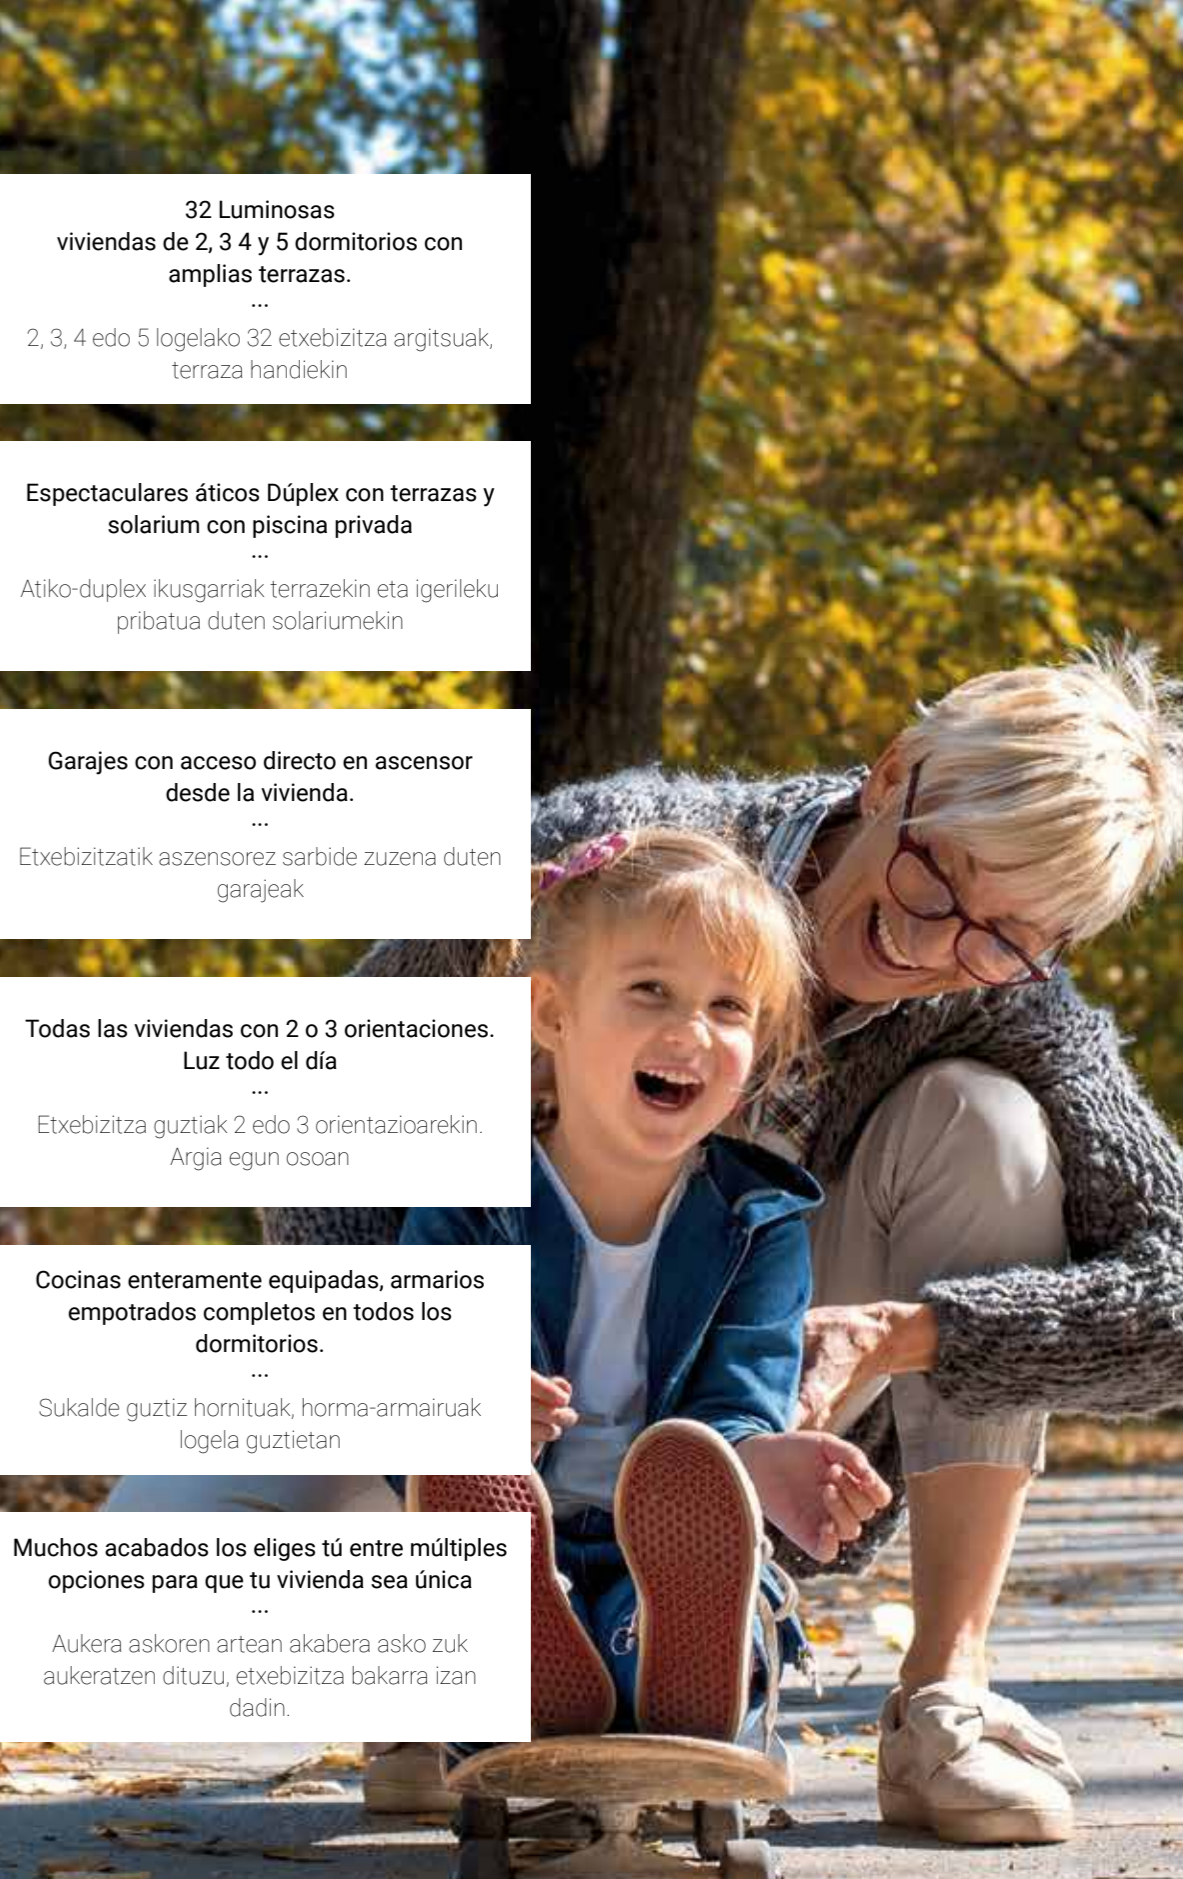 32 Luminosas
viviendas de 2, 3 4 y 5 dormitorios con
amplias terrazas.
...
2, 3, 4 edo 5 logelako 32 etxebizitza argitsuak,
terraza handiekin
Espectaculares áticos Dúplex con terrazas y
solarium con piscina privada
...
Atiko-duplex ikusgarriak terrazekin eta igerileku
pribatua duten solariumekin
Garajes con acceso directo en ascensor
desde la vivienda.
...
Etxebizitzatik aszensorez sarbide zuzena duten
garajeak
Todas las viviendas con 2 o 3 orientaciones.
Luz todo el día
...
Etxebizitza guztiak 2 edo 3 orientazioarekin.
Argia egun osoan
Cocinas enteramente equipadas, armarios
empotrados completos en todos los
dormitorios.
...
Sukalde guztiz hornituak, horma-armairuak
logela guztietan
Muchos acabados los eliges tú entre múltiples
opciones para que tu vivienda sea única
...
Aukera askoren artean akabera asko zuk
aukeratzen dituzu, etxebizitza bakarra izan
dadin.